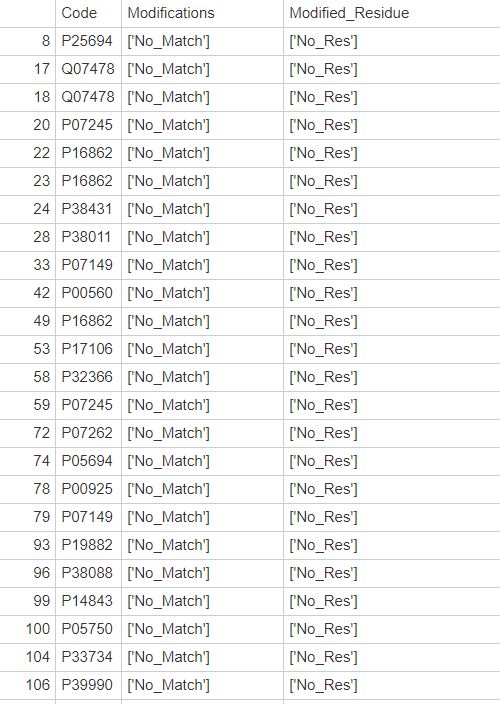 Code Modifications Modified_Residue
8 P25694 ['No_Match'] ['No_Res']
17 Q07478 ['No_Match'] ['No_Res']
18 Q07478 ['No_Match'] ['No_Res']
20 P07245 ['No_Match'] ['No_Res']
22 P16862 ['No_Match'] ['No_Res']
23 P16862 ['No_Match'] ['No_Res']
24 P38431 ['No_Match'] ['No_Res']
28 P38011 ['No_Match'] ['No_Res']
33 P07149 ['No_Match'] ['No_Res']
42 P00560 ['No_Match'] ['No_Res']
49 P16862 ['No_Match'] ['No_Res']
53 P17106 ['No_Match'] ['No_Res']
58 P32366 ['No_Match'] ['No_Res']
59 P07245 ['No_Match'] ['No_Res']
72 P07262 ['No_Match'] ['No_Res']
74 P05694 ['No_Match'] ['No_Res']
78 P00925 ['No_Match'] ['No_Res']
79 P07149 ['No_Match'] ['No_Res']
93 P19882 ['No_Match'] ['No_Res']
96 P38088 ['No_Match'] ['No_Res']
99 P14843 ['No_Match'] ['No_Res']
100 P05750 ['No_Match'] ['No_Res']
104 P33734 ['No_Match'] ['No_Res']
106 P39990 ['No_Match'] ['No_Res']